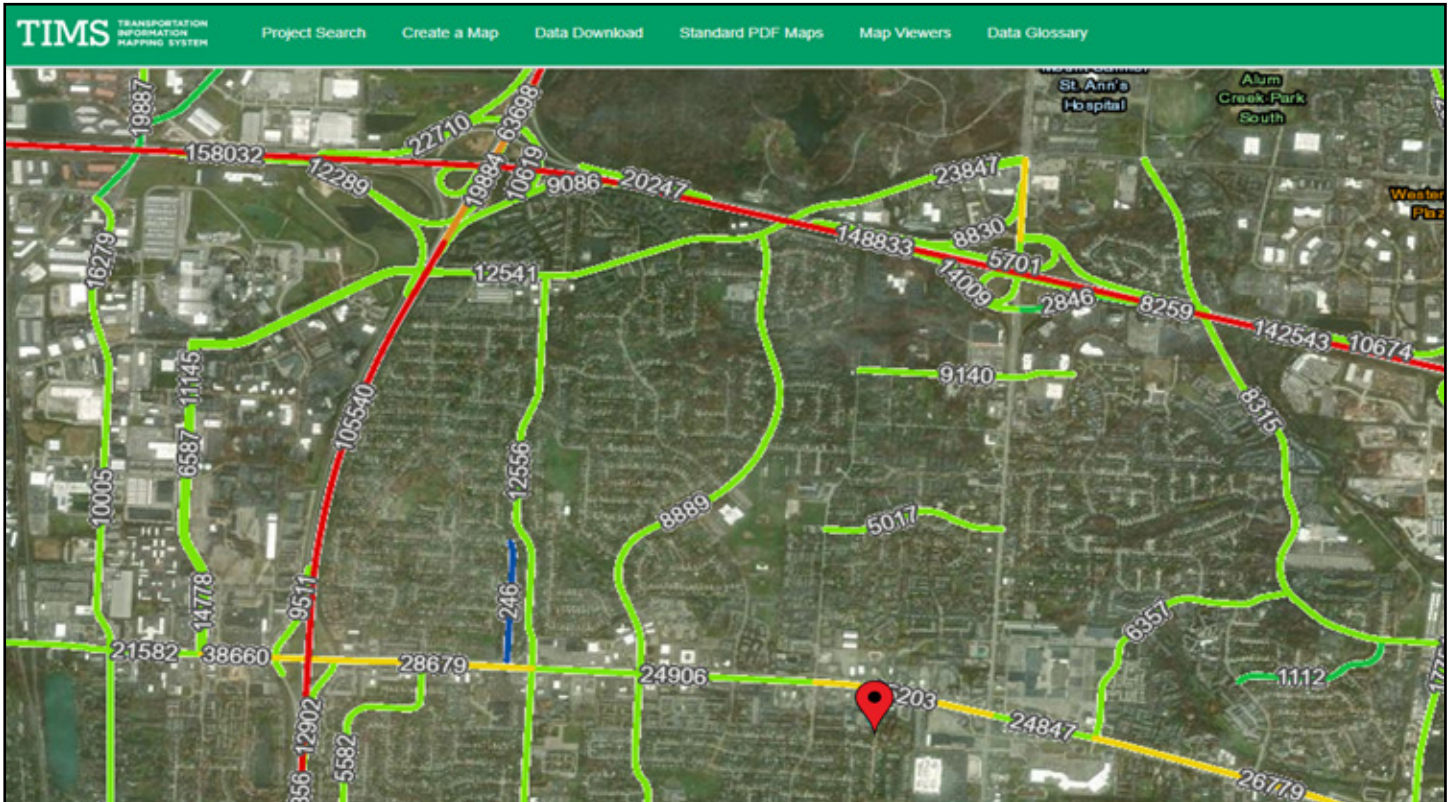 TIMS
TRANSPORTATION
INFORMATION
MAPPING SYSTEM
Project Search
Create a Map
Data Download
Standard PDF Maps
Map Viewers
Data Glossary
St. Ann's
Hospital
Alum
Creek Park
South
19887
22710
63698
158032
12289
19884
10619
9086
20247
23847
16279
12541
148833
8830
5701
14009
2846
8259
142543
10674
11145
9140
105540
8315
6587
12556
10005
8889
5017
9511
246
14778
6357
21582
38660
28679
24906
1112
24847
12902
5582
26779